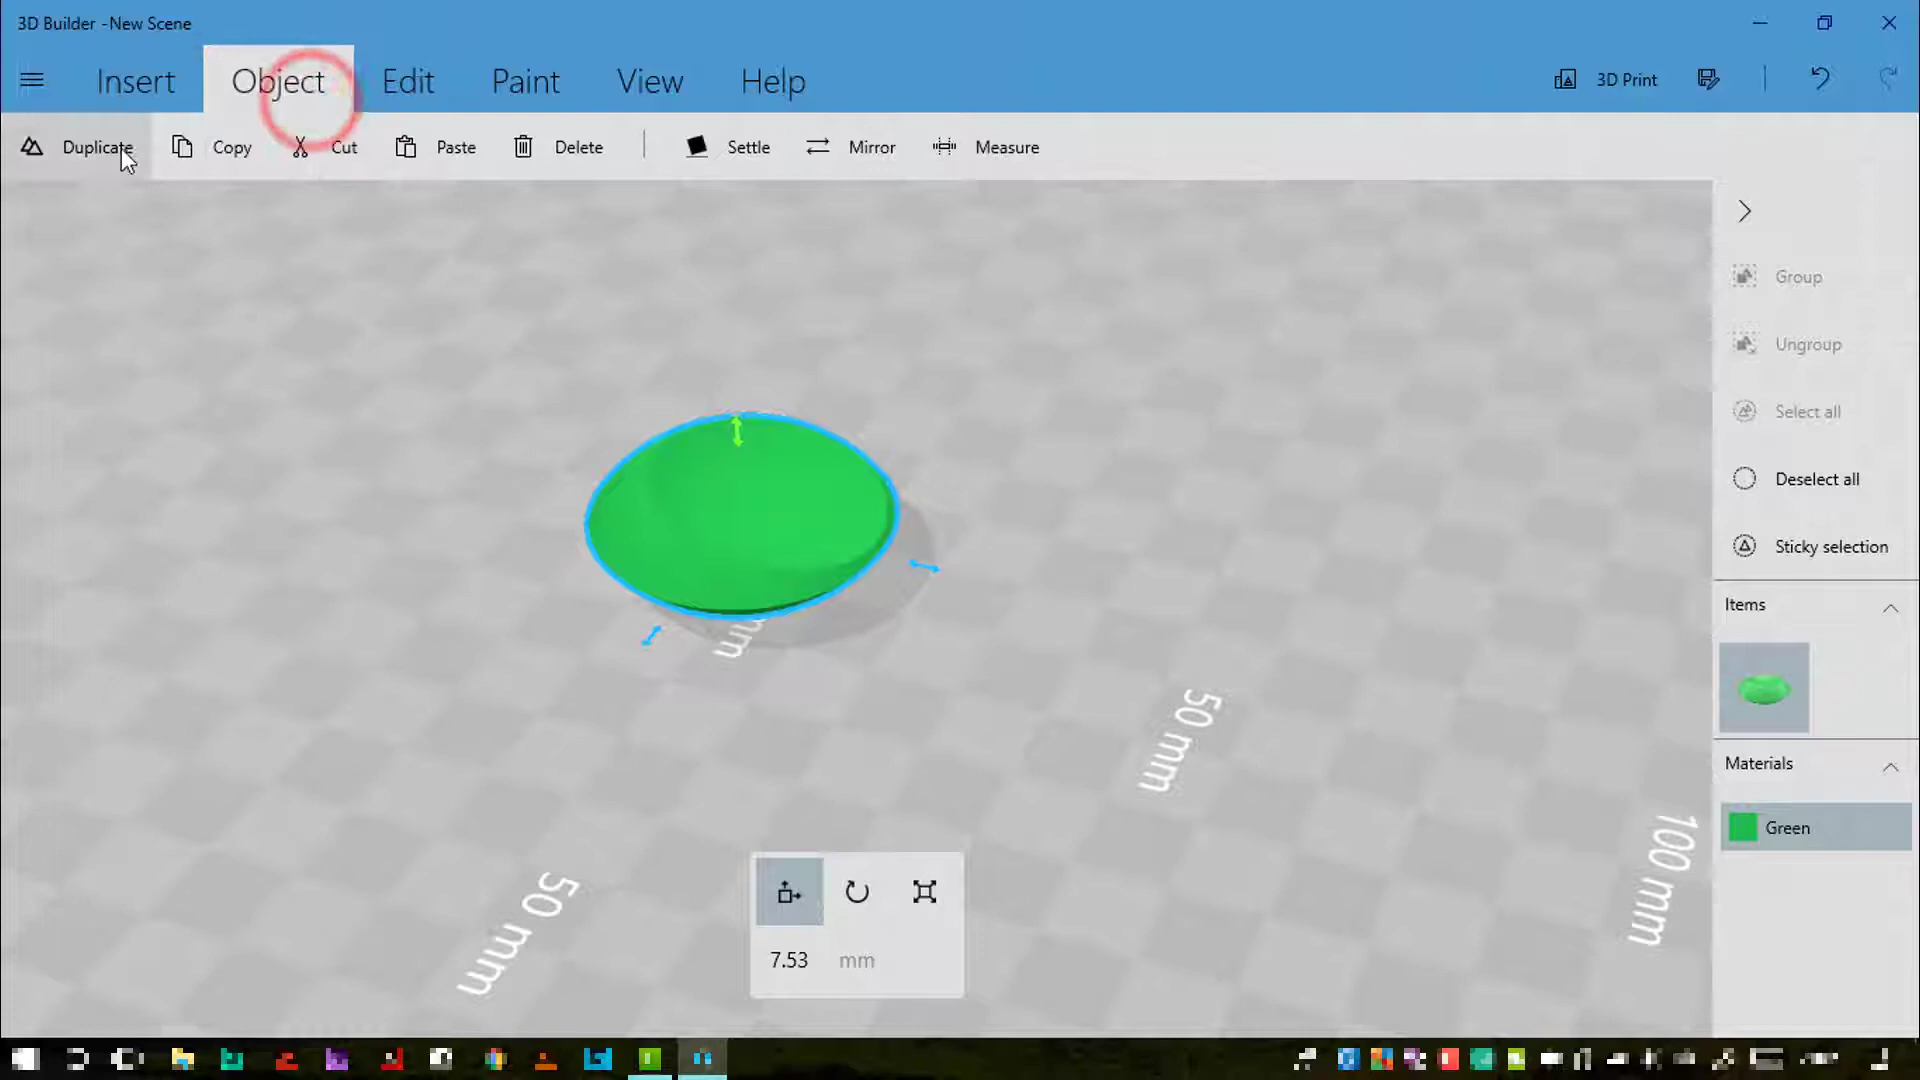 3D Builder -New Scene
Insert Object Edit Paint View Help 3D Print
Duplicate Copy Cut Paste Delete Settle Mirror Measure
Group
Ungroup
Select all
Deselect all
Sticky selection
Items
mm
50 mm
Materials
Green
100 mm
50 mm
7.53 mm